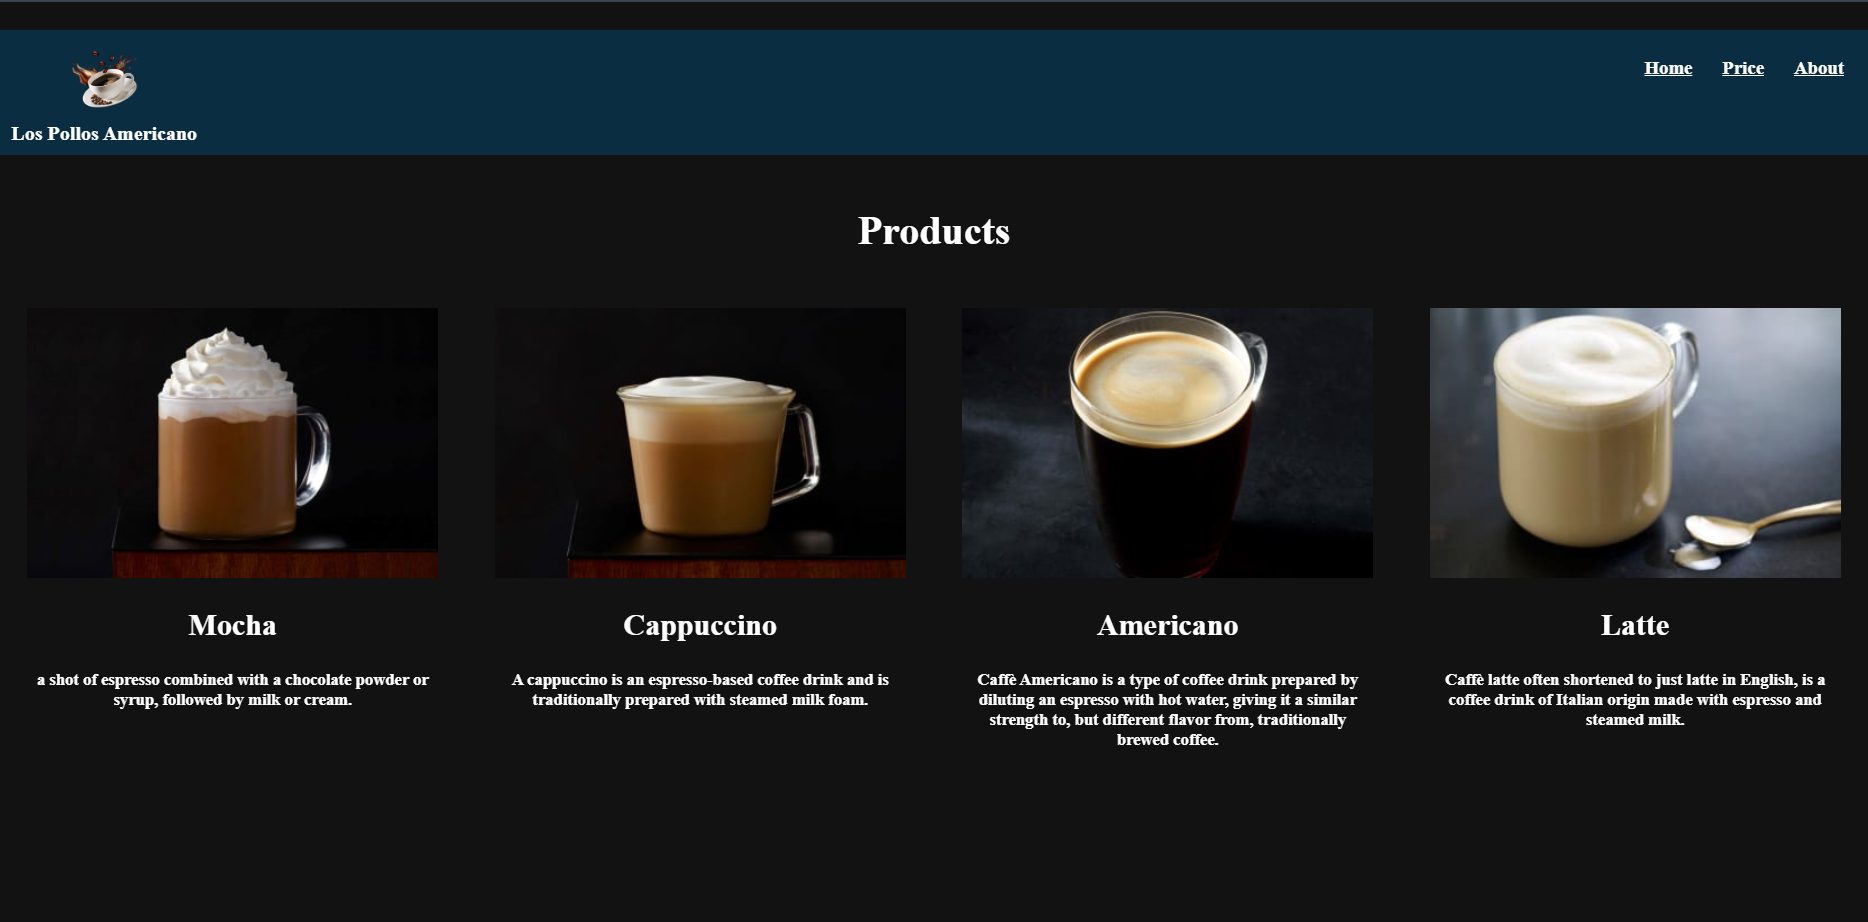 Los Pollos Americano
Home Price About
Products
Mocha
a shot of espresso combined with a chocolate powder or
syrup, followed by milk or cream.
Cappuccino
A cappuccino is an espresso-based coffee drink and is
traditionally prepared with steamed milk foam.
Americano
Caffè Americano is a type of coffee drink prepared by
diluting an espresso with hot water, giving it a similar
strength to, but different flavor from, traditionally
brewed coffee.
Latte
Caffè latte often shortened to just latte in English, is a
coffee drink of Italian origin made with espresso and
steamed milk.